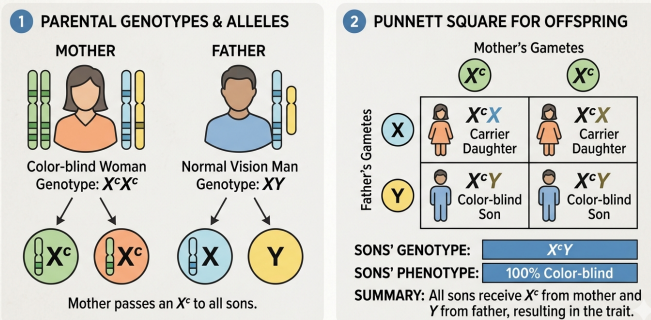 1 PARENTAL GENOTYPES & ALLELES
MOTHER
FATHER
Color-blind Woman
Genotype: XᶜXᶜ
Normal Vision Man
Genotype: XY
Xᶜ
Xᶜ
X
Y
Mother passes an Xᶜ to all sons.
2 PUNNETT SQUARE FOR OFFSPRING
Mother's Gametes
Xᶜ
Xᶜ
Father's Gametes
X
XᶜX
Carrier
Daughter
XᶜX
Carrier
Daughter
Y
XᶜY
Color-blind
Son
XᶜY
Color-blind
Son
SONS' GENOTYPE: XᶜY
SONS' PHENOTYPE: 100% Color-blind
SUMMARY: All sons receive Xᶜ from mother and
Y from father, resulting in the trait.